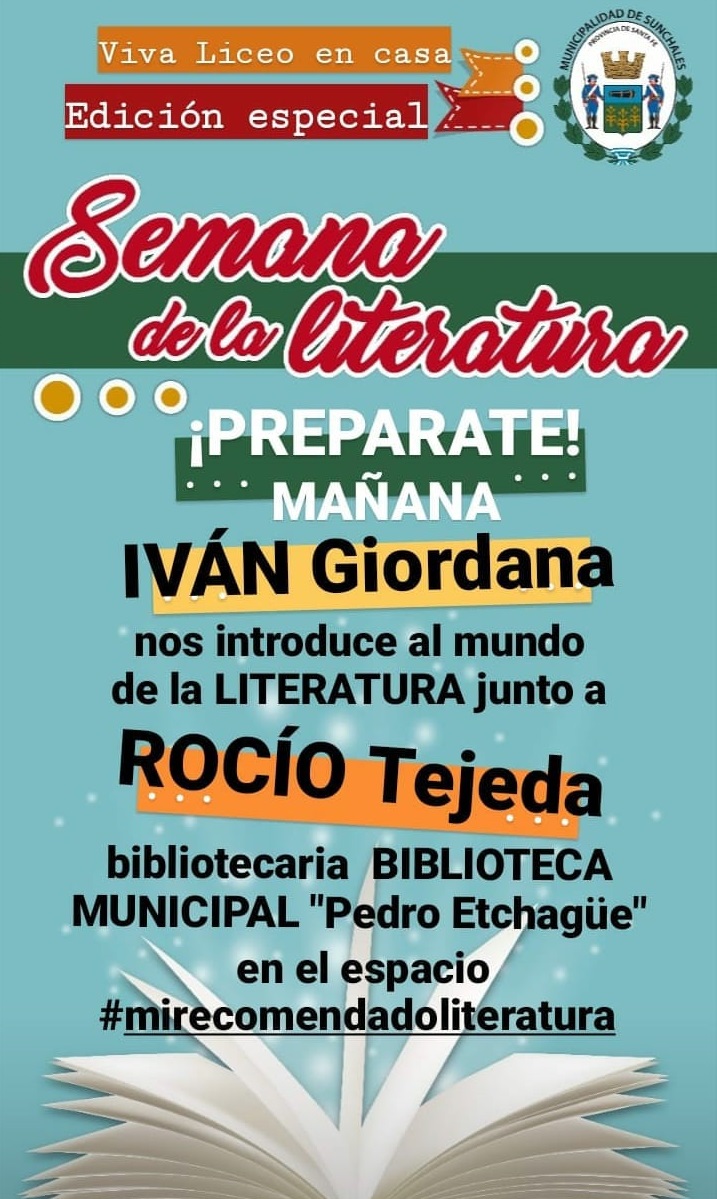 Viva Liceo en casa
Edición especial
MUNICIPALIDAD DE SUNCHALES
PROVINCIA DE SANTA FE
Semana
de la literatura
¡PREPARATE!
MAÑANA
IVÁN Giordana
nos introduce al mundo
de la LITERATURA junto a
ROCÍO Tejeda
bibliotecaria BIBLIOTECA
MUNICIPAL "Pedro Etchagüe"
en el espacio
#mirecomendadoliteratura